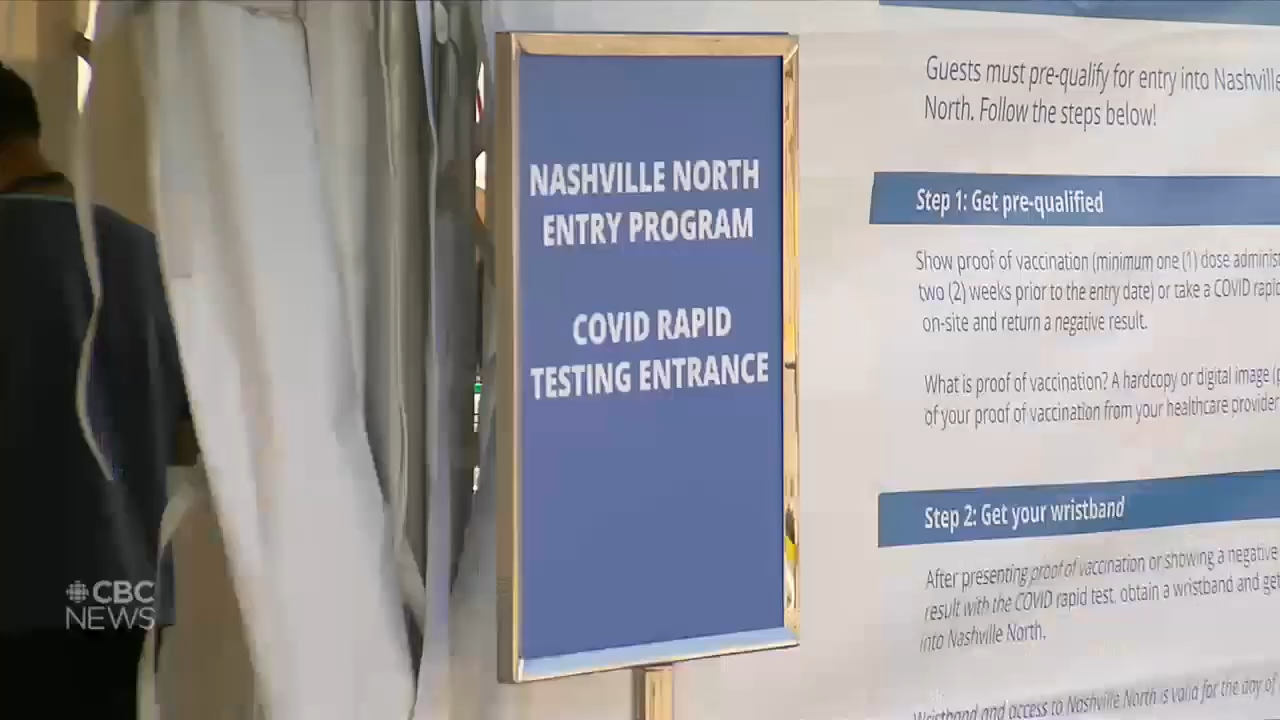 NASHVILLE NORTH
ENTRY PROGRAM
COVID RAPID
TESTING ENTRANCE
Guests must pre-qualify for entry into Nashville
North. Follow the steps below!
Step 1: Get pre-qualified
Show proof of vaccination (minimum one (1) dose
two (2) weeks prior to the entry date) or take a COVID
on-site and return a negative result.
What is proof of vaccination? A hardcopy or digital image
of your proof of vaccination from your healthcare provider
Step 2: Get your wristband
After presenting proof of vaccination or showing a negative
result with the COVID rapid test, obtain a wristband and get
into Nashville North.
Wristband and access to Nashville North is valid for the day of
CBC
NEWS